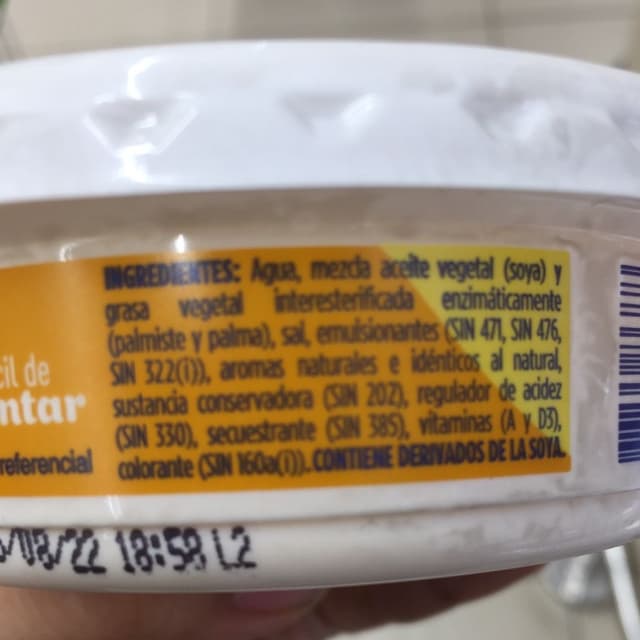 INGREDIENTES: Agua, mezcla aceite vegetal (soya) y
grasa vegetal interesterificada enzimáticamente
(palmiste y palma), sal, emulsionantes (SIN 471, SIN 476,
SIN 322(i)), aromas naturales e idénticos al natural,
sustancia conservadora (SIN 202), regulador de acidez
(SIN 330), secuestrante (SIN 385), vitaminas (A y D3),
colorante (SIN 160a(i)). CONTIENE DERIVADOS DE LA SOYA.
cil de
ntar
referencial
/08/22 18:58 L2